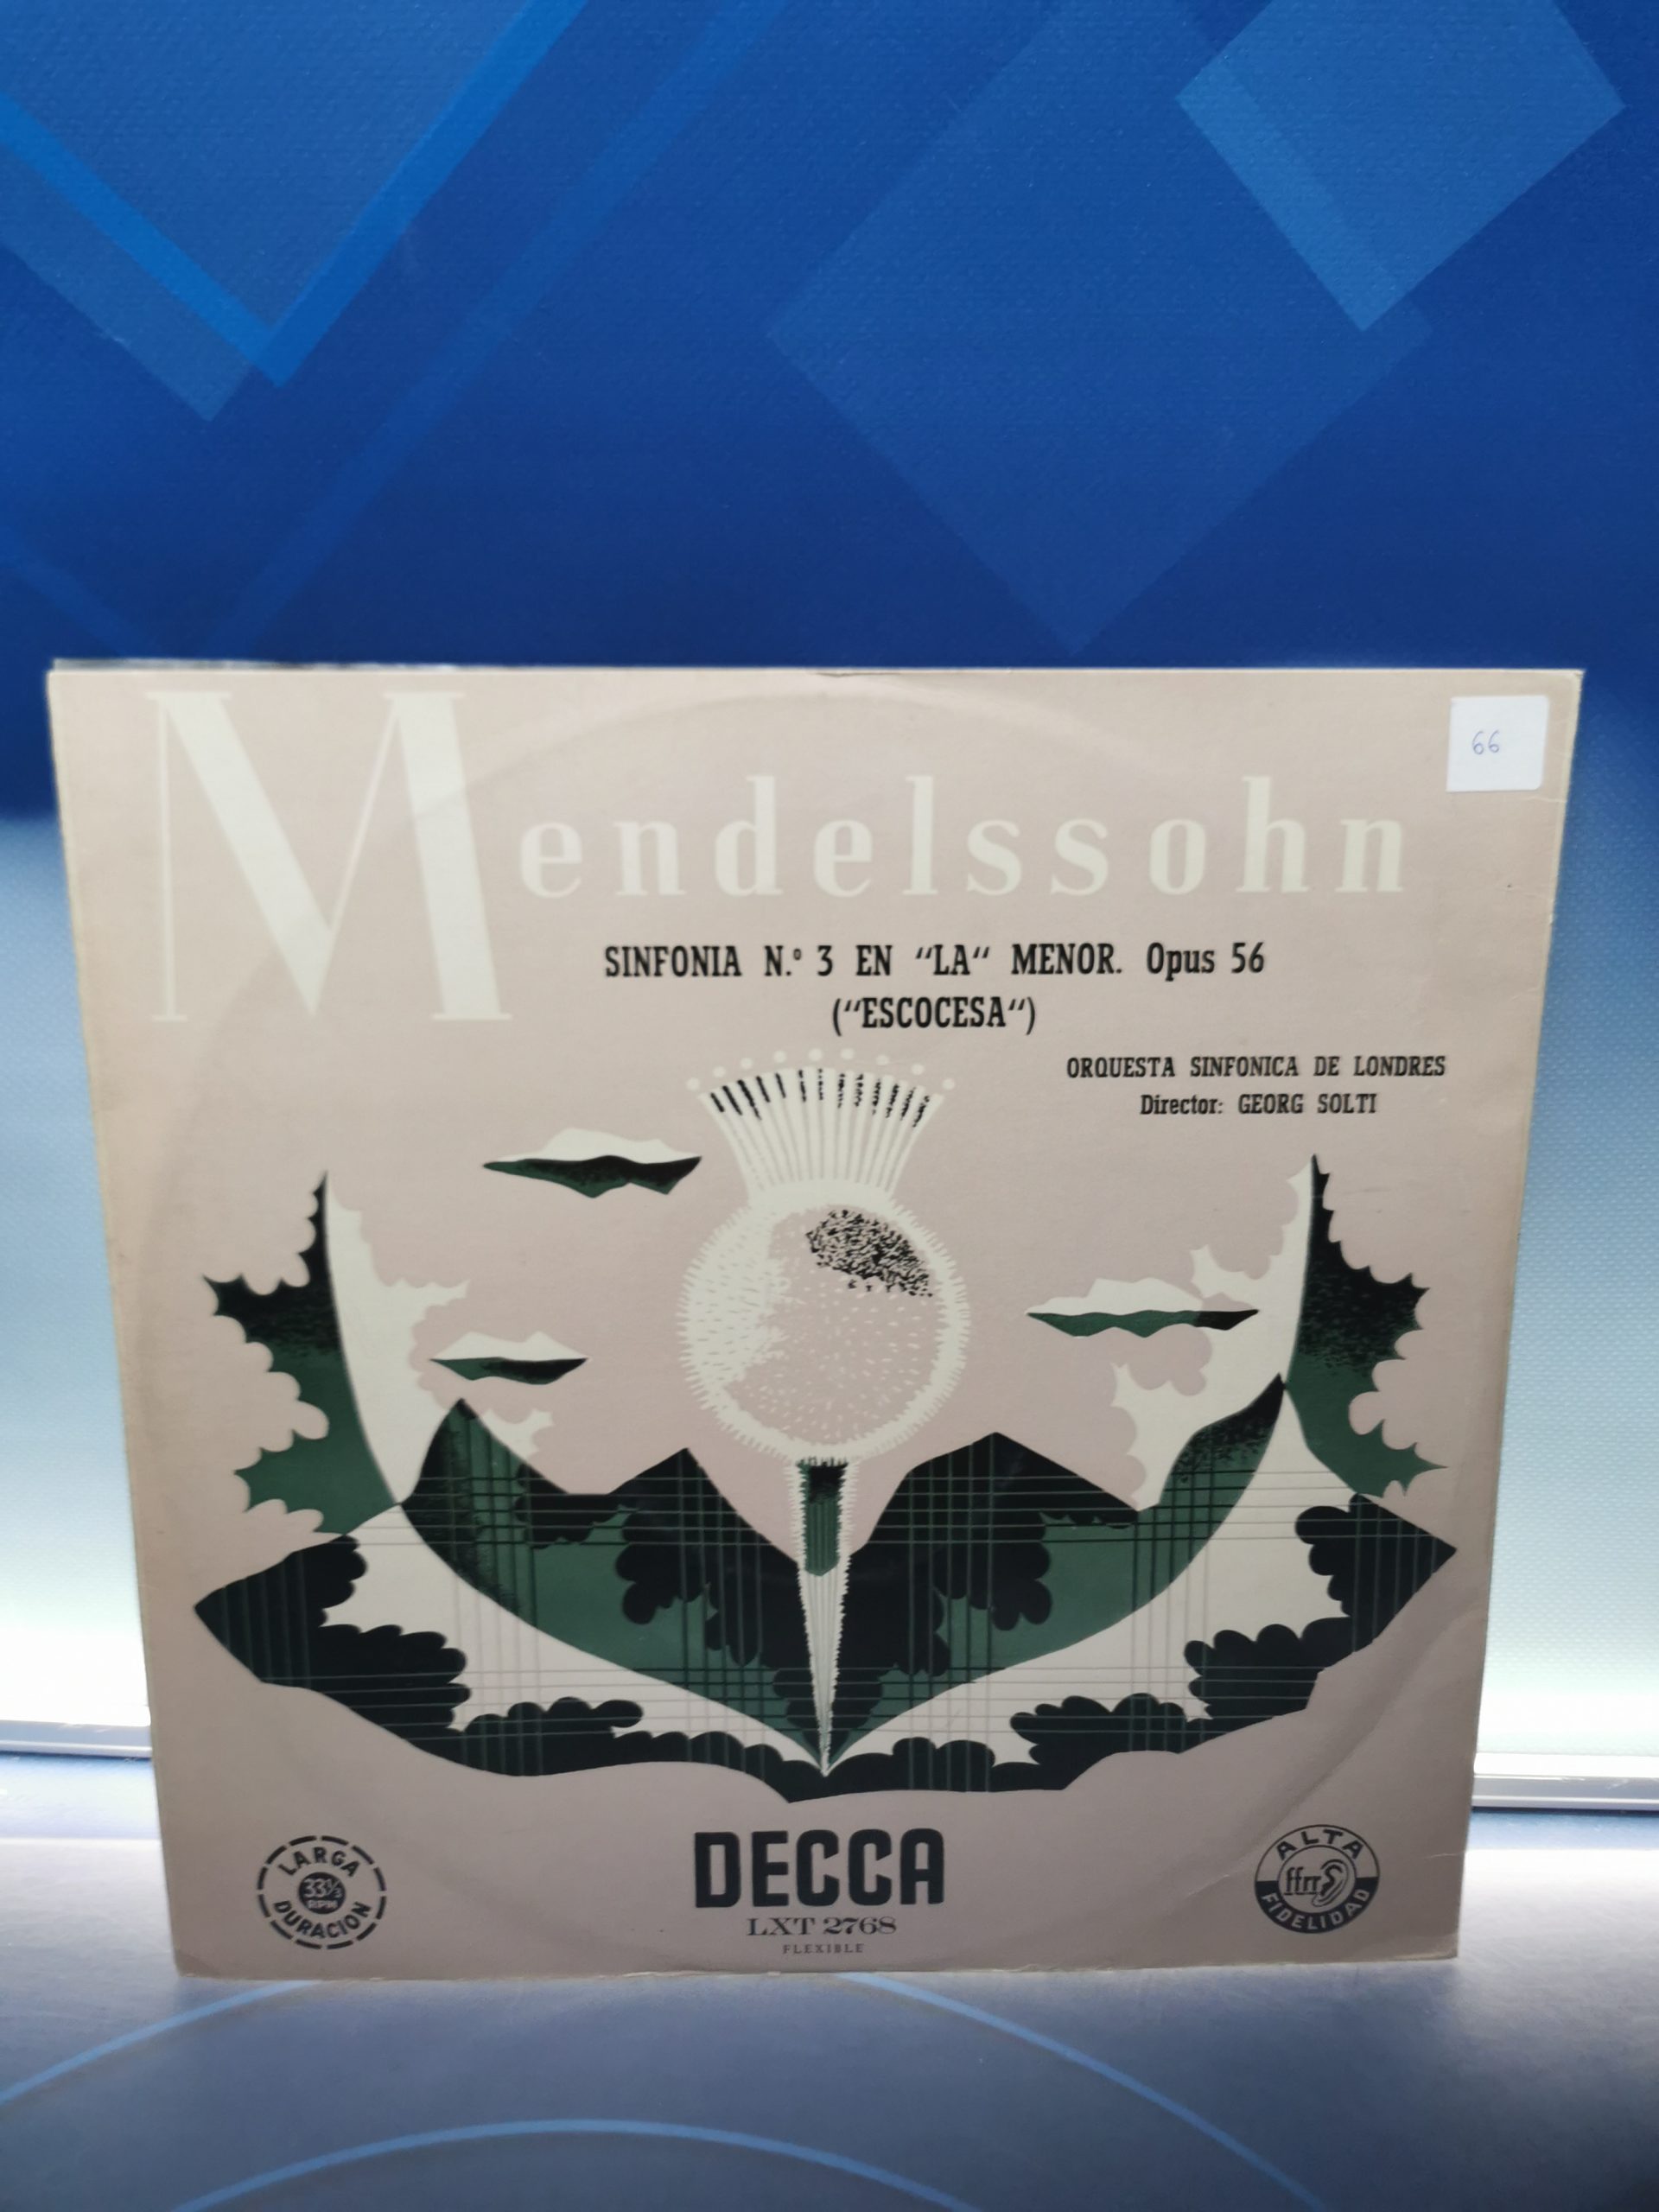 66
Mendelssohn
SINFONIA N.º 3 EN “LA“ MENOR. Opus 56
(“ESCOCESA“)
ORQUESTA SINFONICA DE LONDRES
Director: GEORG SOLTI
LARGA
33⅓
RPM
DURACION
DECCA
LXT 2768
FLEXIBLE
ALTA
ffrr
FIDELIDAD